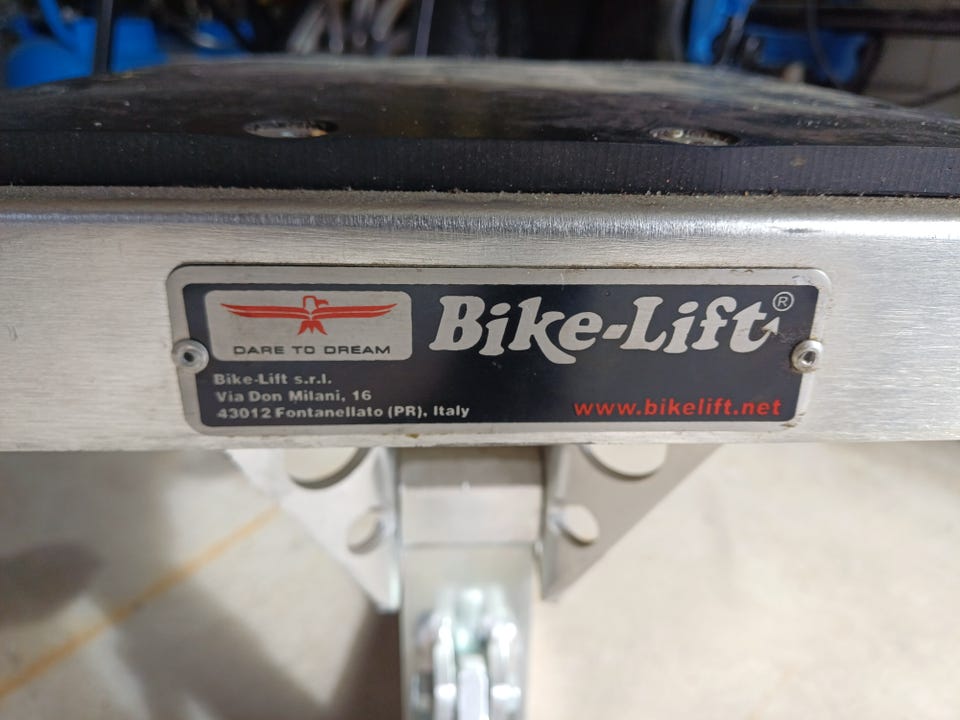 DARE TO DREAM
Bike-Lift®
Bike-Lift s.r.l.
Via Don Milani, 16
43012 Fontanellato (PR), Italy
www.bikelift.net